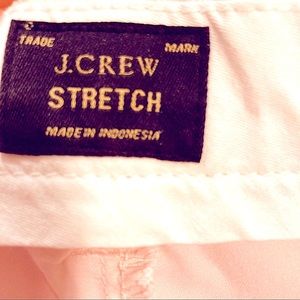 TRADE MARK
J.CREW
STRETCH
MADE IN INDONESIA